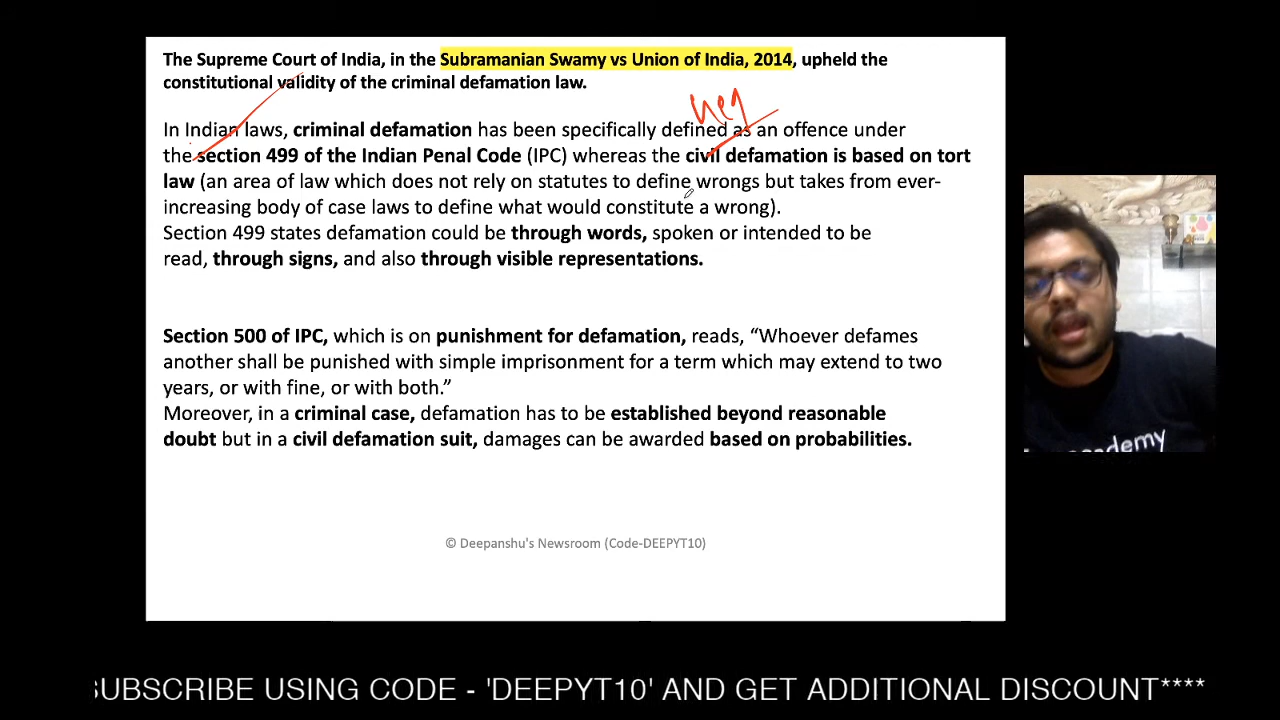 The Supreme Court of India, in the Subramanian Swamy vs Union of India, 2014, upheld the
constitutional validity of the criminal defamation law.
In Indian laws, criminal defamation has been specifically defined as an offence under
the section 499 of the Indian Penal Code (IPC) whereas the civil defamation is based on tort
law (an area of law which does not rely on statutes to define wrongs but takes from ever-
increasing body of case laws to define what would constitute a wrong).
Section 499 states defamation could be through words, spoken or intended to be
read, through signs, and also through visible representations.
Section 500 of IPC, which is on punishment for defamation, reads, “Whoever defames
another shall be punished with simple imprisonment for a term which may extend to two
years, or with fine, or with both.”
Moreover, in a criminal case, defamation has to be established beyond reasonable
doubt but in a civil defamation suit, damages can be awarded based on probabilities.
© Deepanshu's Newsroom (Code-DEEPYT10)
SUBSCRIBE USING CODE - 'DEEPYT10' AND GET ADDITIONAL DISCOUNT****